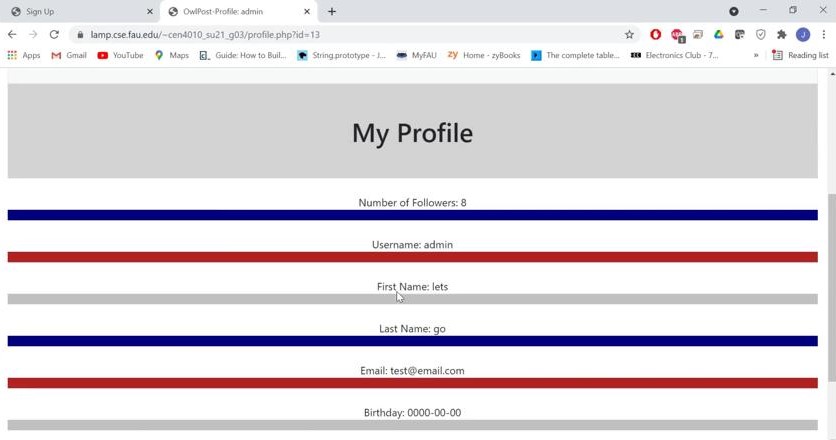 Sign Up
OwlPost-Profile: admin
lamp.cse.fau.edu/~cen4010_su21_g03/profile.php?id=13
Apps Gmail YouTube Maps Guide: How to Buil... String.prototype - J... MyFAU zy Home - zyBooks The complete table... Electronics Club - 7... » Reading list
My Profile
Number of Followers: 8
Username: admin
First Name: lets
Last Name: go
Email: test@email.com
Birthday: 0000-00-00